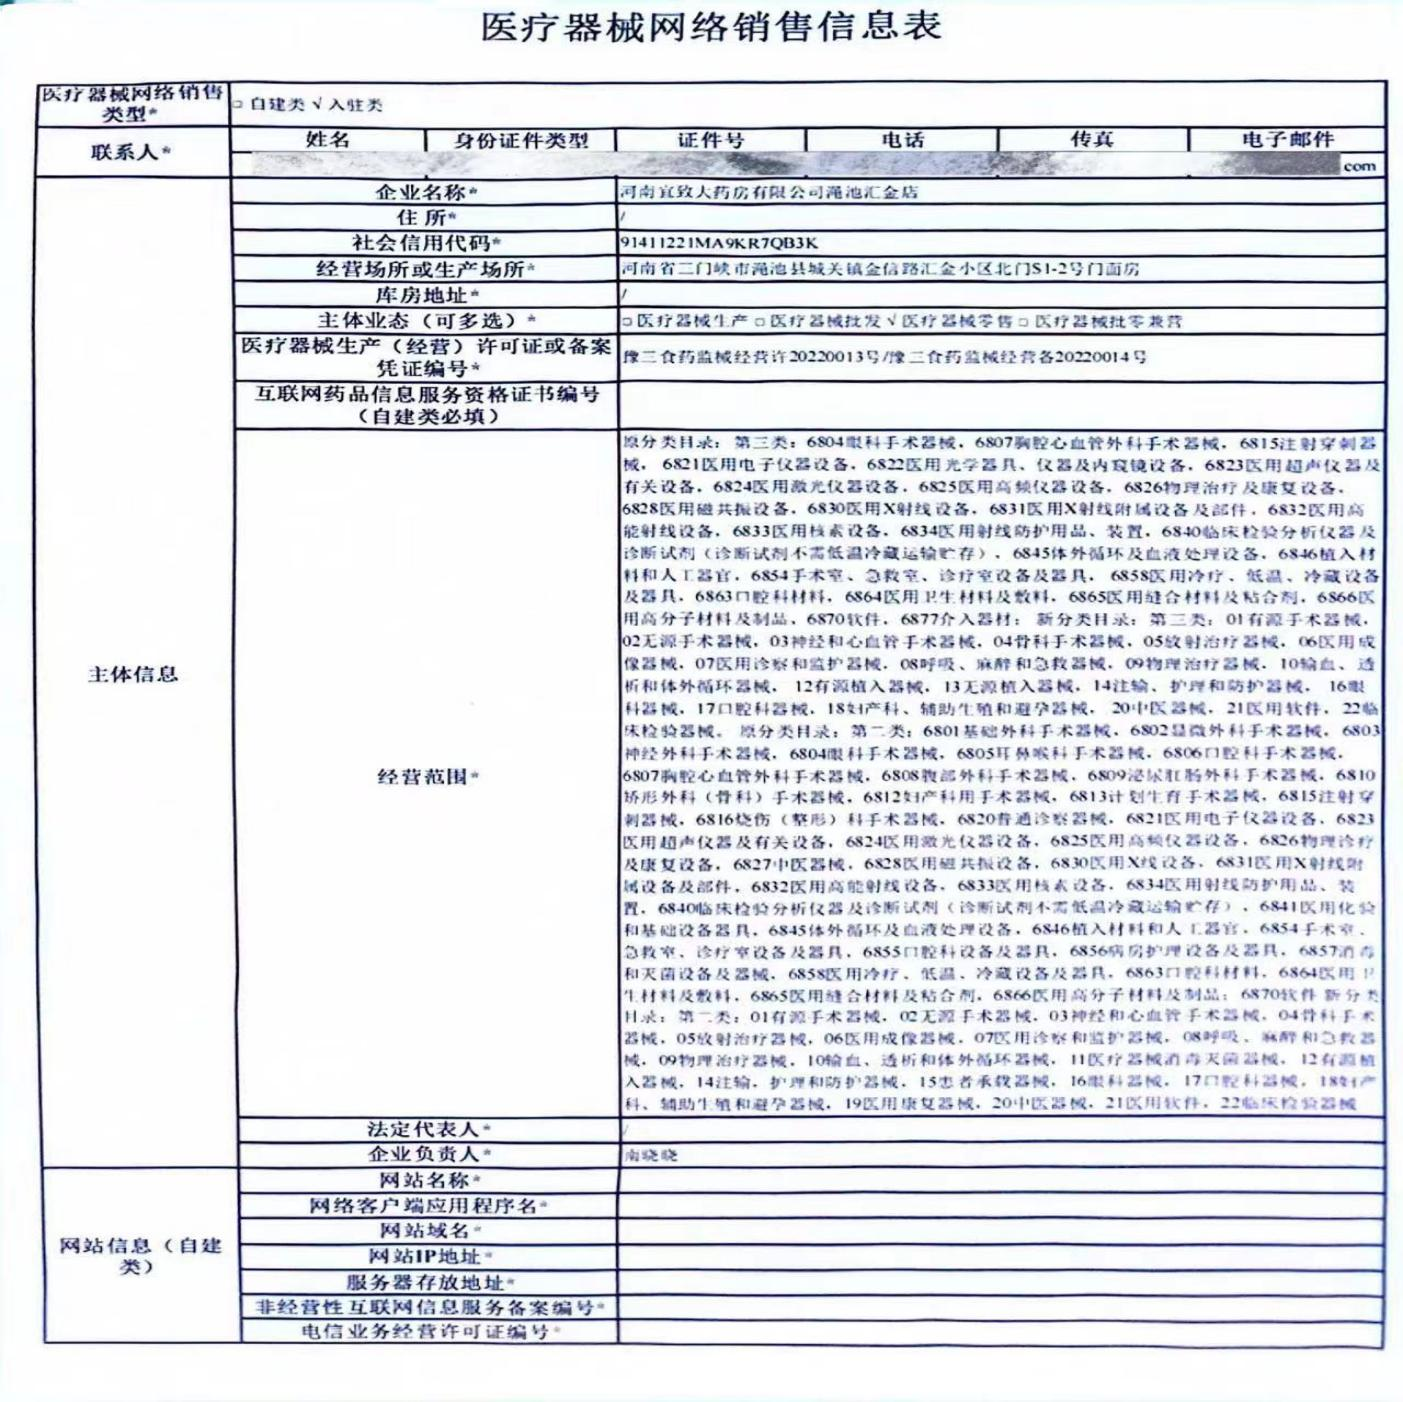 医疗器械网络销售信息表
医疗器械网络销售
类型*
□ 自建类 √ 入驻类
联系人*
姓名 身份证件类型 证件号 电话 传真 电子邮件
com
主体信息
企业名称*
河南宜致大药房有限公司渑池汇金店
住所*
/
社会信用代码*
91411221MA9KR7QB3K
经营场所或生产场所*
河南省三门峡市渑池县城关镇金信路汇金小区北门S1-2号门面房
库房地址*
/
主体业态（可多选）*
□ 医疗器械生产 □ 医疗器械批发 √ 医疗器械零售 □ 医疗器械批零兼营
医疗器械生产（经营）许可证或备案
凭证编号*
豫三食药监械经营许20220013号/豫三食药监械经营备20220014号
互联网药品信息服务资格证书编号
（自建类必填）
经营范围*
原分类目录：第三类：6804眼科手术器械，6807胸腔心血管外科手术器械，6815注射穿刺器
械，6821医用电子仪器设备，6822医用光学器具、仪器及内窥镜设备，6823医用超声仪器及
有关设备，6824医用激光仪器设备，6825医用高频仪器设备，6826物理治疗及康复设备，
6828医用磁共振设备，6830医用X射线设备，6831医用X射线附属设备及部件，6832医用高
能射线设备，6833医用核素设备，6834医用射线防护用品、装置，6840临床检验分析仪器及
诊断试剂（诊断试剂不需低温冷藏运输贮存），6845体外循环及血液处理设备，6846植入材
料和人工器官，6854手术室、急救室、诊疗室设备及器具，6858医用冷疗、低温、冷藏设备
及器具，6863口腔科材料，6864医用卫生材料及敷料，6865医用缝合材料及粘合剂，6866医
用高分子材料及制品，6870软件，6877介入器材；新分类目录：第三类：01有源手术器械，
02无源手术器械，03神经和心血管手术器械，04骨科手术器械，05放射治疗器械，06医用成
像器械，07医用诊察和监护器械，08呼吸、麻醉和急救器械，09物理治疗器械，10输血、透
析和体外循环器械，12有源植入器械，13无源植入器械，14注输、护理和防护器械，16眼
科器械，17口腔科器械，18妇产科、辅助生殖和避孕器械，20中医器械，21医用软件，22临
床检验器械。原分类目录：第二类：6801基础外科手术器械，6802显微外科手术器械，6803
神经外科手术器械，6804眼科手术器械，6805耳鼻喉科手术器械，6806口腔科手术器械，
6807胸腔心血管外科手术器械，6808腹部外科手术器械，6809泌尿肛肠外科手术器械，6810
矫形外科（骨科）手术器械，6812妇产科用手术器械，6813计划生育手术器械，6815注射穿
刺器械，6816烧伤（整形）科手术器械，6820普通诊察器械，6821医用电子仪器设备，6823
医用超声仪器及有关设备，6824医用激光仪器设备，6825医用高频仪器设备，6826物理诊疗
及康复设备，6827中医器械，6828医用磁共振设备，6830医用X线设备，6831医用X射线附
属设备及部件，6832医用高能射线设备，6833医用核素设备，6834医用射线防护用品、装
置，6840临床检验分析仪器及诊断试剂（诊断试剂不需低温冷藏运输贮存），6841医用化验
和基础设备器具，6845体外循环及血液处理设备，6846植入材料和人工器官，6854手术室、
急救室、诊疗室设备及器具，6855口腔科设备及器具，6856病房护理设备及器具，6857消毒
和灭菌设备及器械，6858医用冷疗、低温、冷藏设备及器具，6863口腔科材料，6864医用卫
生材料及敷料，6865医用缝合材料及粘合剂，6866医用高分子材料及制品；6870软件 新分类
目录：第二类：01有源手术器械，02无源手术器械，03神经和心血管手术器械，04骨科手术
器械，05放射治疗器械，06医用成像器械，07医用诊察和监护器械，08呼吸、麻醉和急救器
械，09物理治疗器械，10输血、透析和体外循环器械，11医疗器械消毒灭菌器械，12有源植
入器械，14注输、护理和防护器械，15患者承载器械，16眼科器械，17口腔科器械，18妇产
科、辅助生殖和避孕器械，19医用康复器械，20中医器械，21医用软件，22临床检验器械
法定代表人*
/
企业负责人*
南晓晓
网站信息（自建
类）
网站名称*
网络客户端应用程序名*
网站域名*
网站IP地址*
服务器存放地址*
非经营性互联网信息服务备案编号*
电信业务经营许可证编号*